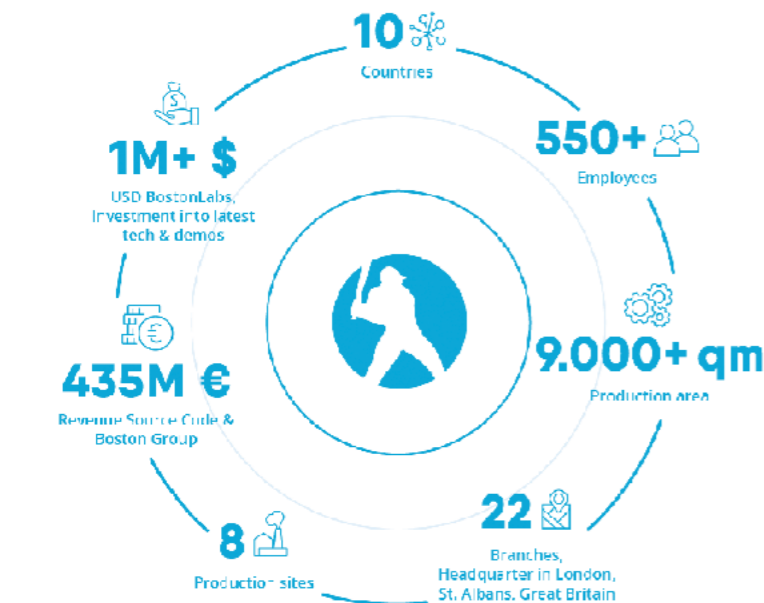 10
Countries
550+
Employees
9.000+ qm
Production area
22
Branches,
Headquarter in London,
St. Albans, Great Britain
8
Production sites
435M €
Revenue Source Code &
Boston Group
1M+ $
USD BostonLabs,
Investment into latest
tech & demos